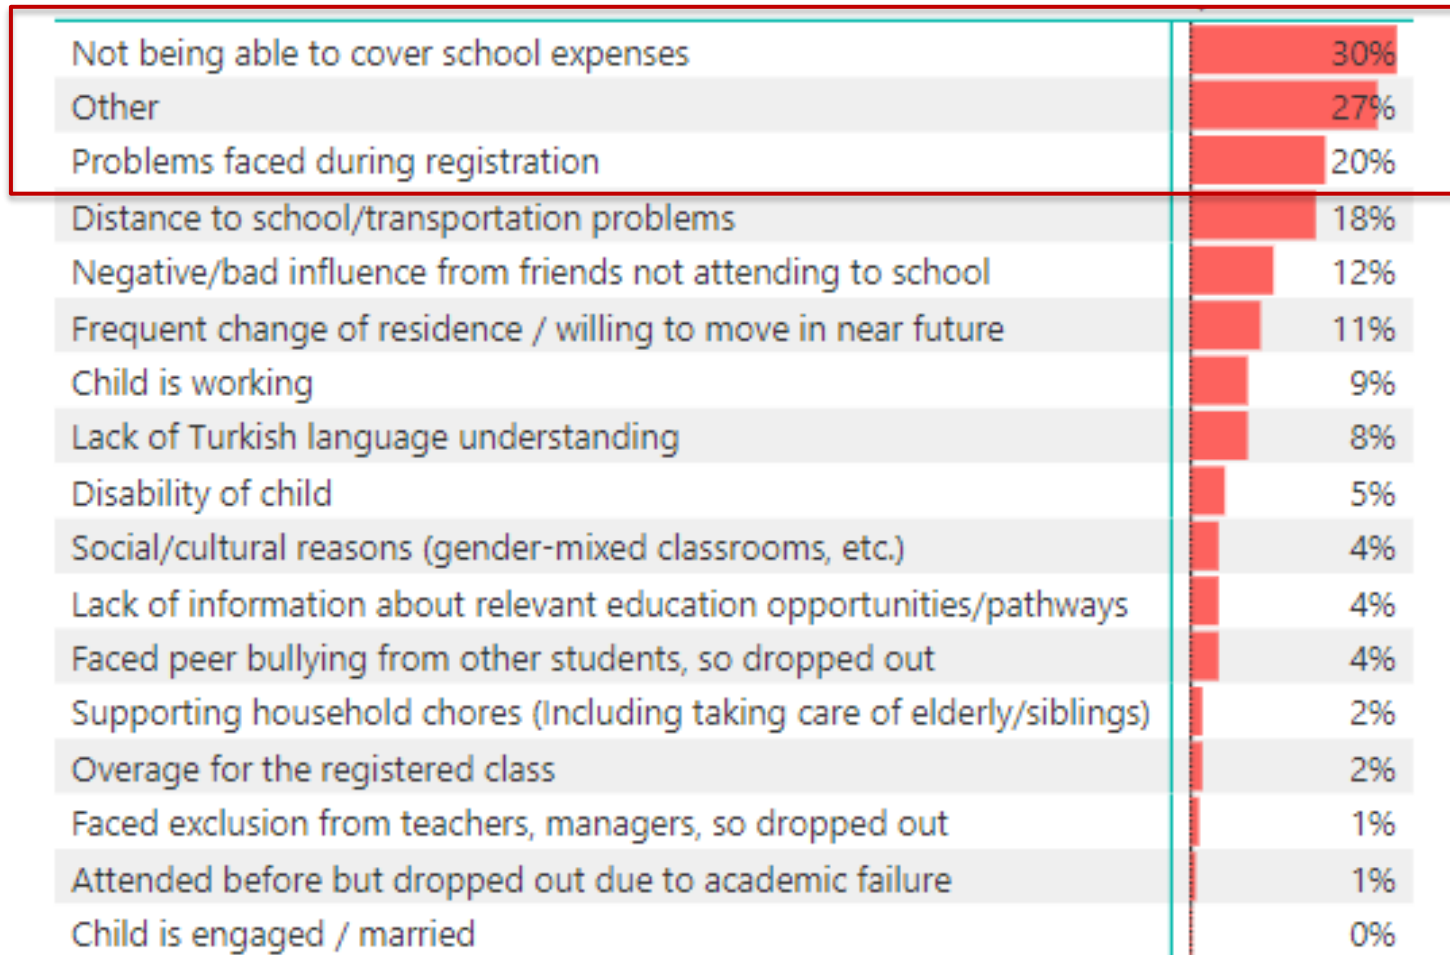 Not being able to cover school expenses 30%
Other 27%
Problems faced during registration 20%
Distance to school/transportation problems 18%
Negative/bad influence from friends not attending to school 12%
Frequent change of residence / willing to move in near future 11%
Child is working 9%
Lack of Turkish language understanding 8%
Disability of child 5%
Social/cultural reasons (gender-mixed classrooms, etc.) 4%
Lack of information about relevant education opportunities/pathways 4%
Faced peer bullying from other students, so dropped out 4%
Supporting household chores (Including taking care of elderly/siblings) 2%
Overage for the registered class 2%
Faced exclusion from teachers, managers, so dropped out 1%
Attended before but dropped out due to academic failure 1%
Child is engaged / married 0%